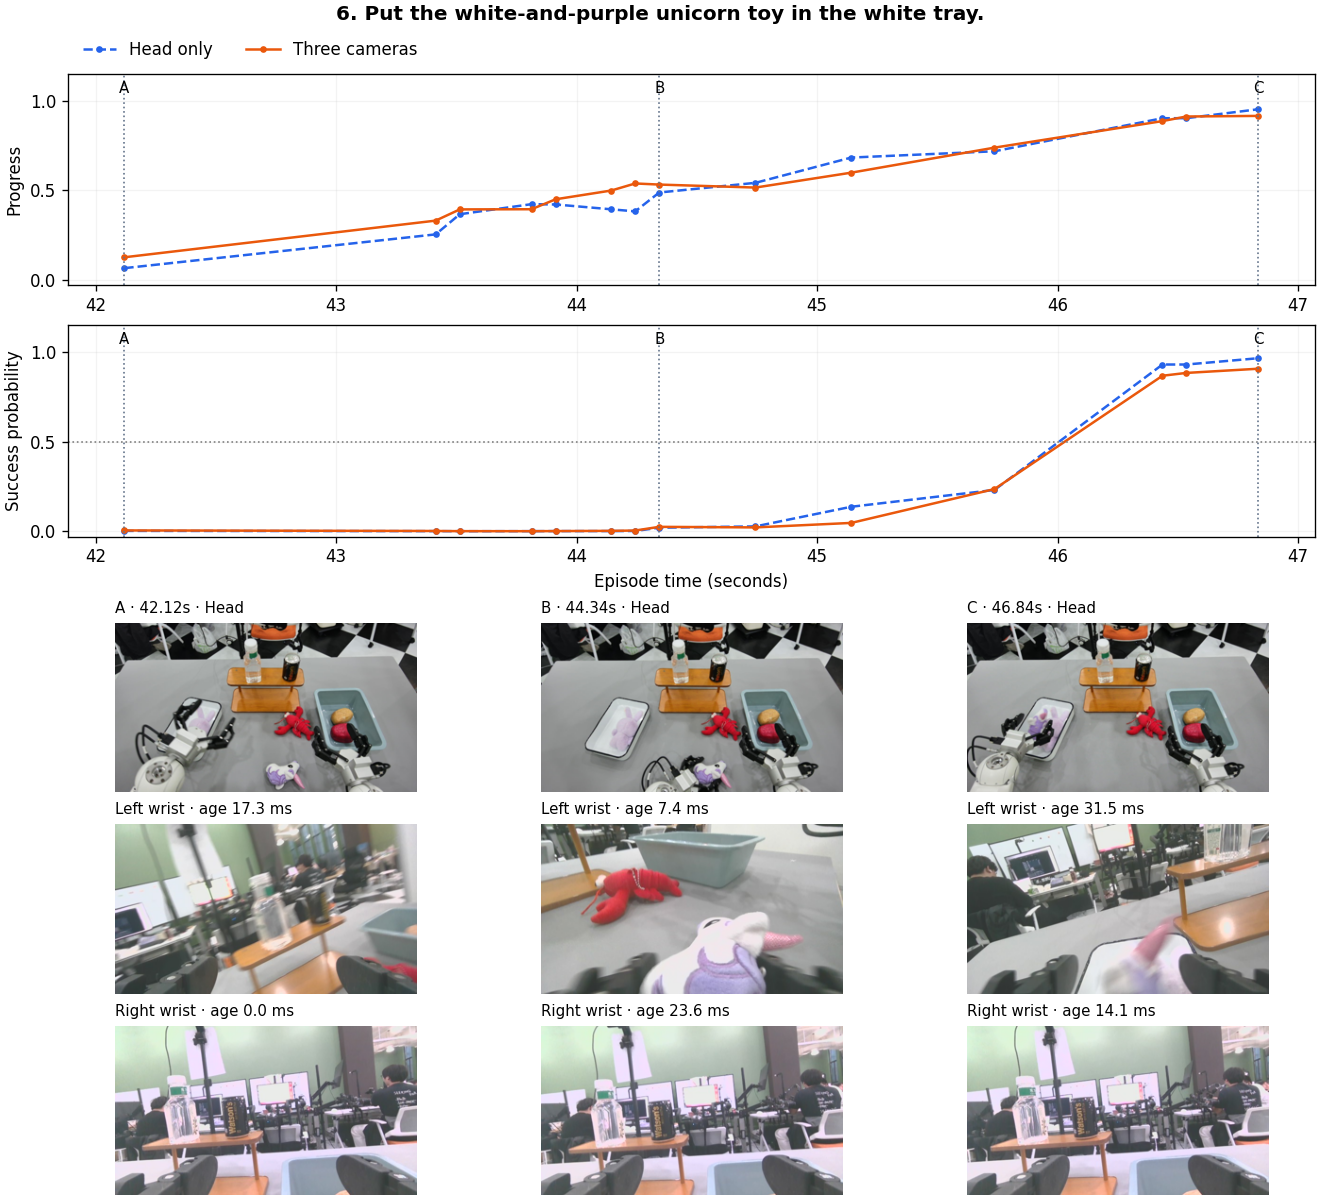 6. Put the white-and-purple unicorn toy in the white tray.
Head only
Three cameras
A
B
C
Progress
1.0
0.5
0.0
42
43
44
45
46
47
A
B
C
Success probability
1.0
0.5
0.0
42
43
44
45
46
47
Episode time (seconds)
A · 42.12s · Head
B · 44.34s · Head
C · 46.84s · Head
Left wrist · age 17.3 ms
Left wrist · age 7.4 ms
Left wrist · age 31.5 ms
Right wrist · age 0.0 ms
Right wrist · age 23.6 ms
Right wrist · age 14.1 ms
Watson's
Watson's
Watson's